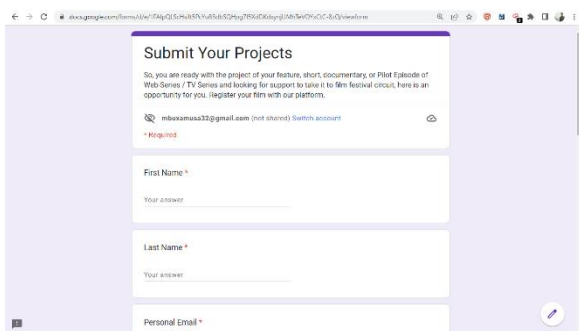 Submit Your Projects
So, you are ready with the project of your feature, short, documentary, or Pilot Episode of
Web-Series / TV Series and looking for support to take it to film festival circuit, here is an
opportunity for you. Register your film with our platform.
(not shared) Switch account
* Required
First Name *
Your answer
Last Name *
Your answer
Personal Email *